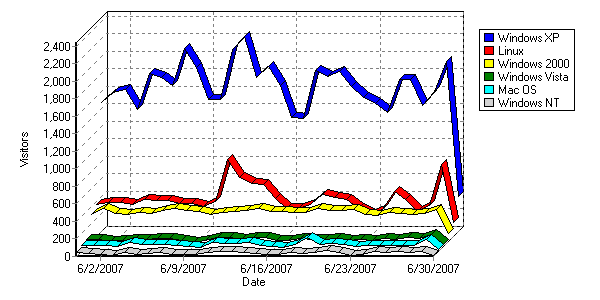 2,400
2,200
2,000
1,800
1,600
1,400
1,200
1,000
800
600
400
200
0
Visitors
6/2/2007 6/9/2007 6/16/2007 6/23/2007 6/30/2007
Date
Windows XP
Linux
Windows 2000
Windows Vista
Mac OS
Windows NT